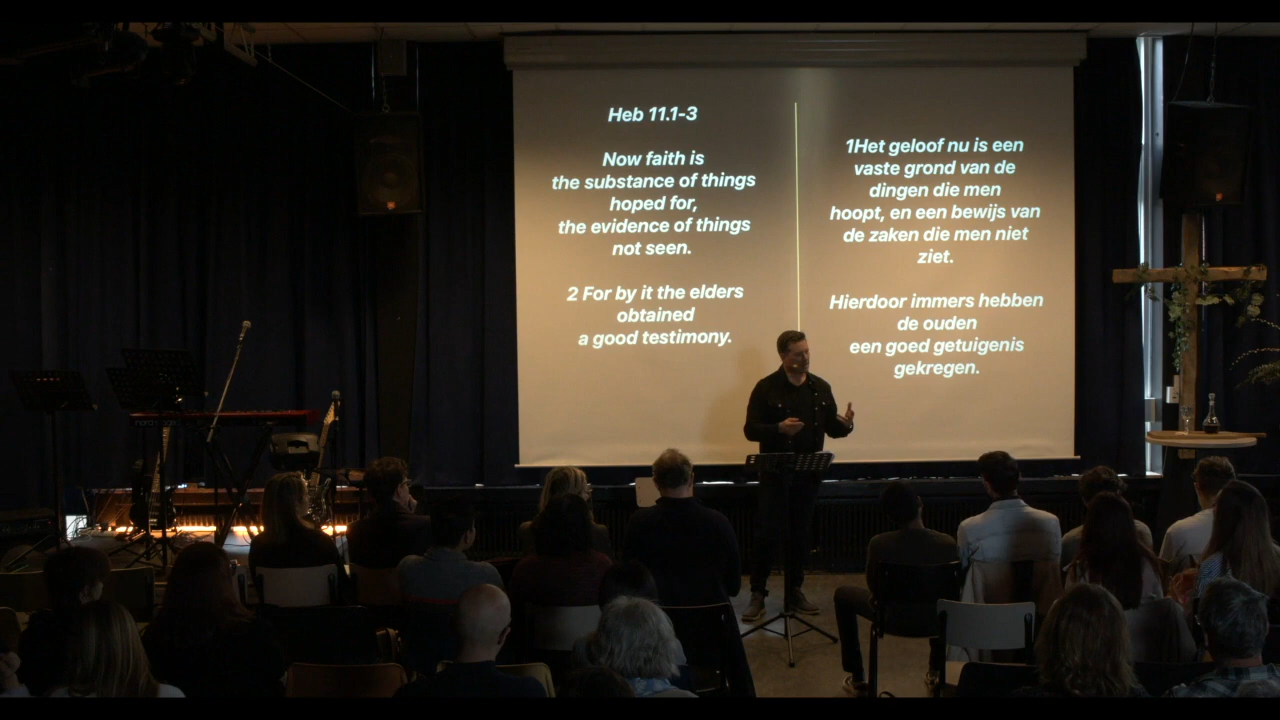 Heb 11.1-3
Now faith is
the substance of things
hoped for,
the evidence of things
not seen.
2 For by it the elders
obtained
a good testimony.
1Het geloof nu is een
vaste grond van de
dingen die men
hoopt, en een bewijs van
de zaken die men niet
ziet.
Hierdoor immers hebben
de ouden
een goed getuigenis
gekregen.